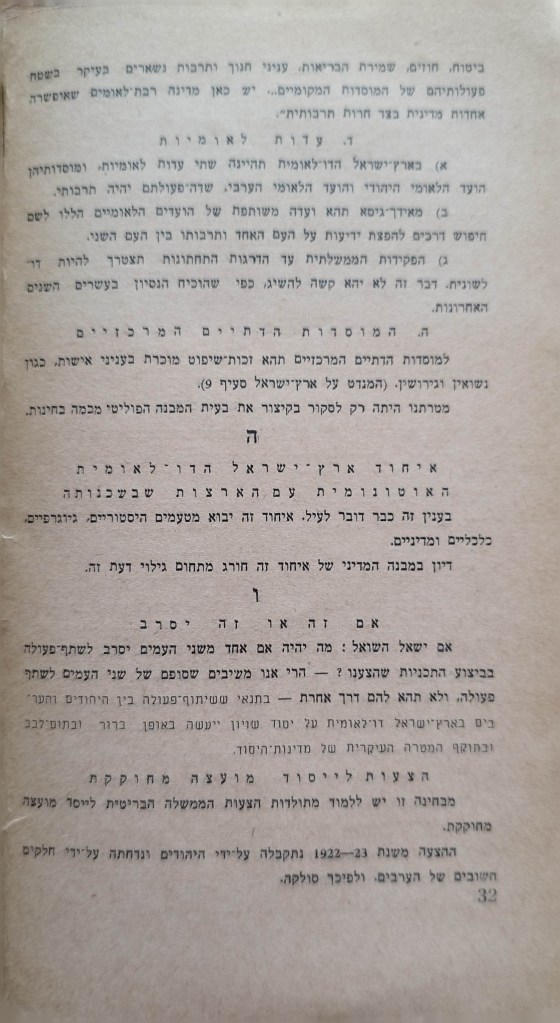 ביטוח, חוזים, שמירת הבריאות, עניני חנוך ותרבות נשארים בעיקר בשטח
פעולותיהם של המוסדות המקומיים... יש כאן מדינה רבת־לאומים שאיפשרה
אחדות מדינית בצד חרות תרבותית״.
ד. עדות לאומיות
א) בארץ־ישראל הדו־לאומית תהיינה שתי עדות לאומיות, ומוסדותיהן
הועד הלאומי היהודי והועד הלאומי הערבי, שדה־פעולתם יהיה תרבותי.
ב) מאידך־גיסא תהא ועדה משותפת של הועדים הלאומיים הללו לשם
חיפוש דרכים להפצת ידיעות על העם האחד ותרבותו בין העם השני.
ג) הפקידות הממשלתית עד הדרגות התחתונות תצטרך להיות דו־
לשונית. דבר זה לא יהא קשה להשיג, כפי שהוכיח הנסיון בעשרים השנים
האחרונות.
ה. המוסדות הדתיים המרכזיים
למוסדות הדתיים המרכזיים תהא זכות־שיפוט מוכרת בעניני אישות, כגון
נשואין וגירושין. (המנדט על ארץ־ישראל סעיף 9).
מטרתנו היתה רק לסקור בקיצור את בעית המבנה הפוליטי מכמה בחינות.
ה
איחוד ארץ־ישראל הדו־לאומית
האוטונומית עם הארצות שבשכנותה
בענין זה כבר דובר לעיל. איחוד זה יבוא מטעמים היסטוריים, גיוגרפיים,
כלכליים ומדיניים.
דיון במבנה המדיני של איחוד זה חורג מתחום גילוי דעת זה.
ו
אם זה או זה יסרב
אם ישאל השואל: מה יהיה אם אחד משני העמים יסרב לשתף־פעולה
בביצוע התכניות שהצענו? — הרי אנו משיבים שסופם של שני העמים לשתף
פעולה, ולא תהא להם דרך אחרת — בתנאי ששיתוף־פעולה בין היהודים והער־
בים בארץ־ישראל דו־לאומית על יסוד שויון ייעשה באופן ברור ובתום־לבב
ובתוקף המטרה העיקרית של מדינות־היסוד.
הצעות לייסוד מועצה מחוקקת
מבחינה זו יש ללמוד מתולדות הצעות הממשלה הבריטית לייסד מועצה
מחוקקת.
ההצעה משנת 1922—23 נתקבלה על־ידי היהודים ונדחתה על־ידי חלקים
חשובים של הערבים, ולפיכך סולקה.
32